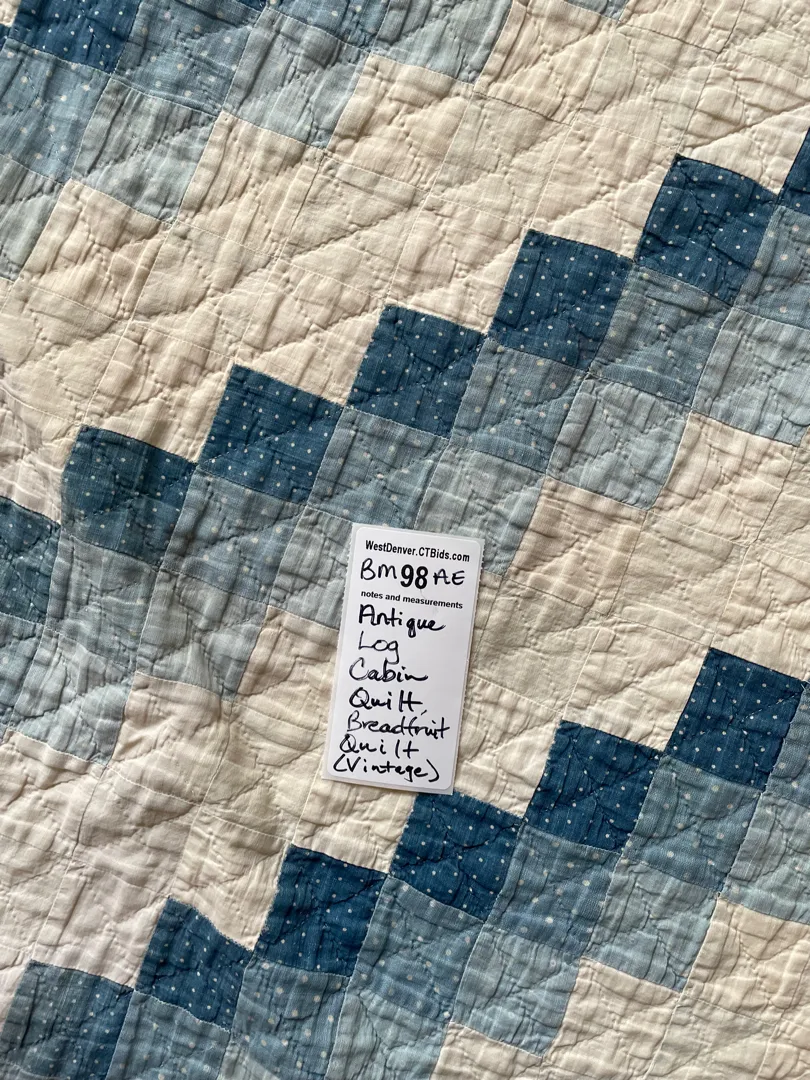 WestDenver.CTBids.com
BM98AE
notes and measurements
Antique
Log
Cabin
Quilt,
Breadfruit
Quilt
(Vintage)